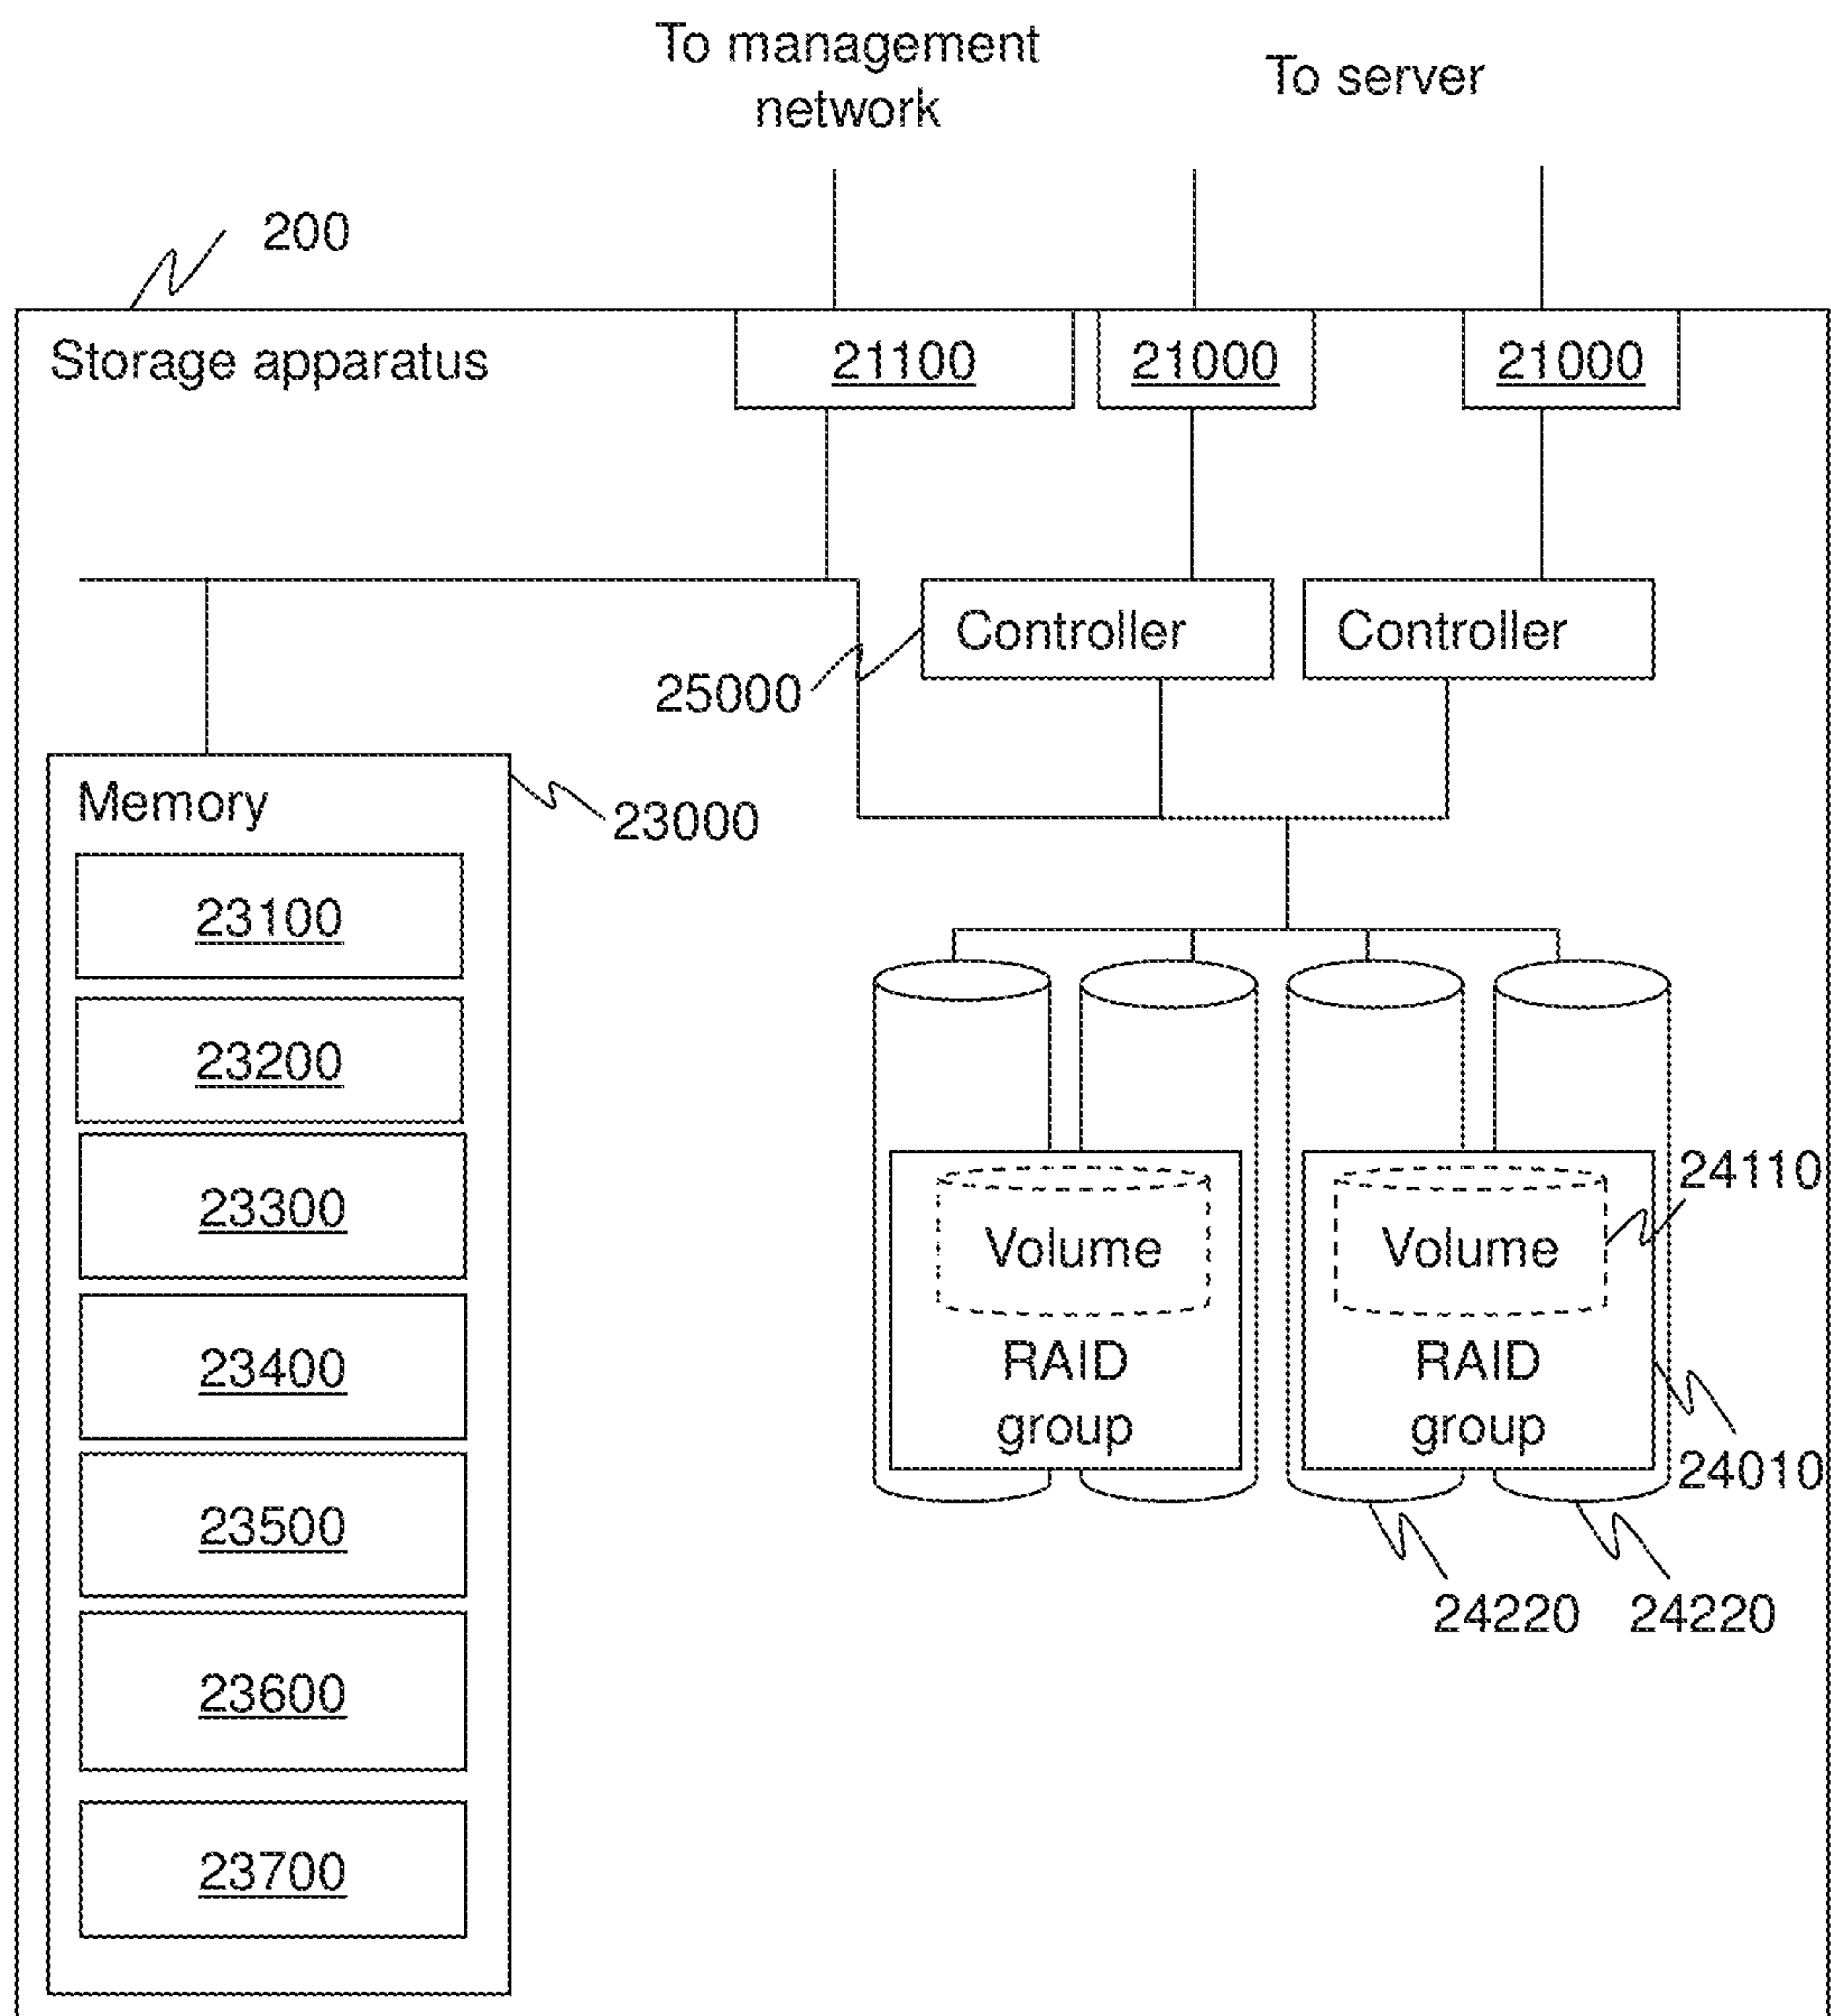 To management
network
To server
200
Storage apparatus
21100
21000
21000
Controller
Controller
25000
Memory
23000
23100
23200
23300
23400
23500
23600
23700
Volume
RAID
group
Volume
RAID
group
24110
24010
24220
24220